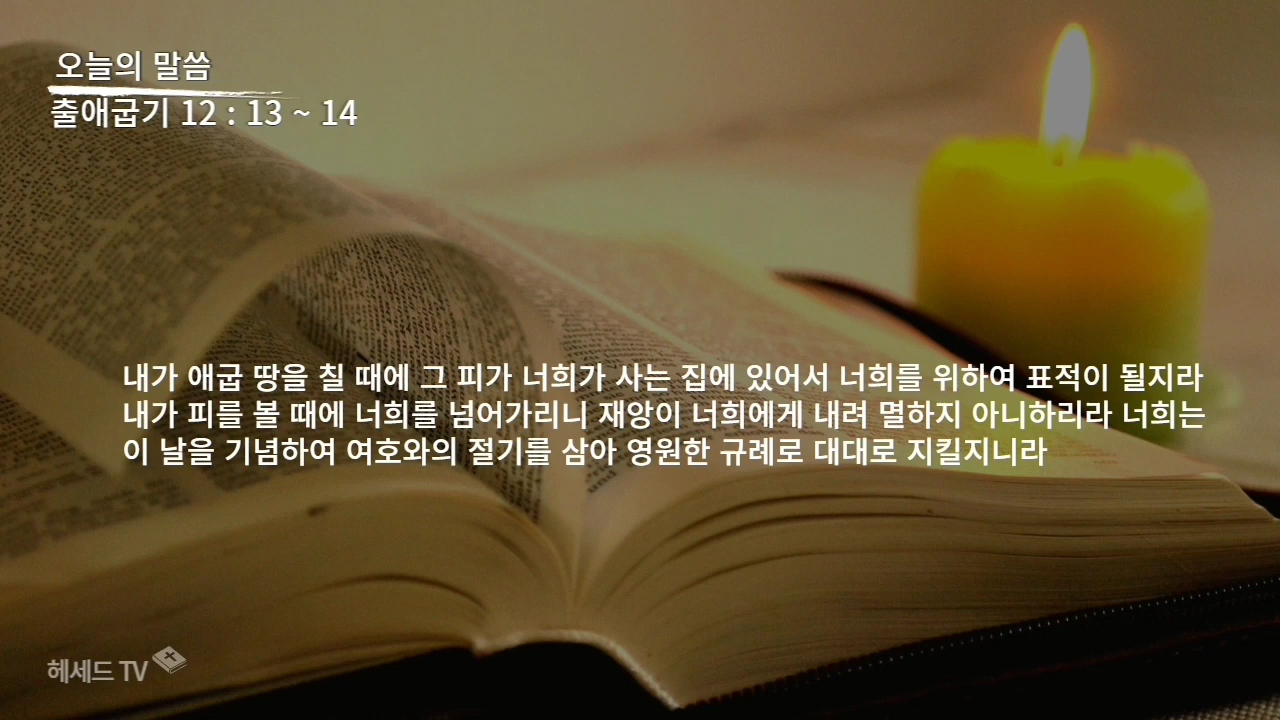 오늘의 말씀
출애굽기 12 : 13 ~ 14
내가 애굽 땅을 칠 때에 그 피가 너희가 사는 집에 있어서 너희를 위하여 표적이 될지라
내가 피를 볼 때에 너희를 넘어가리니 재앙이 너희에게 내려 멸하지 아니하리라 너희는
이 날을 기념하여 여호와의 절기를 삼아 영원한 규례로 대대로 지킬지니라
헤세드 TV